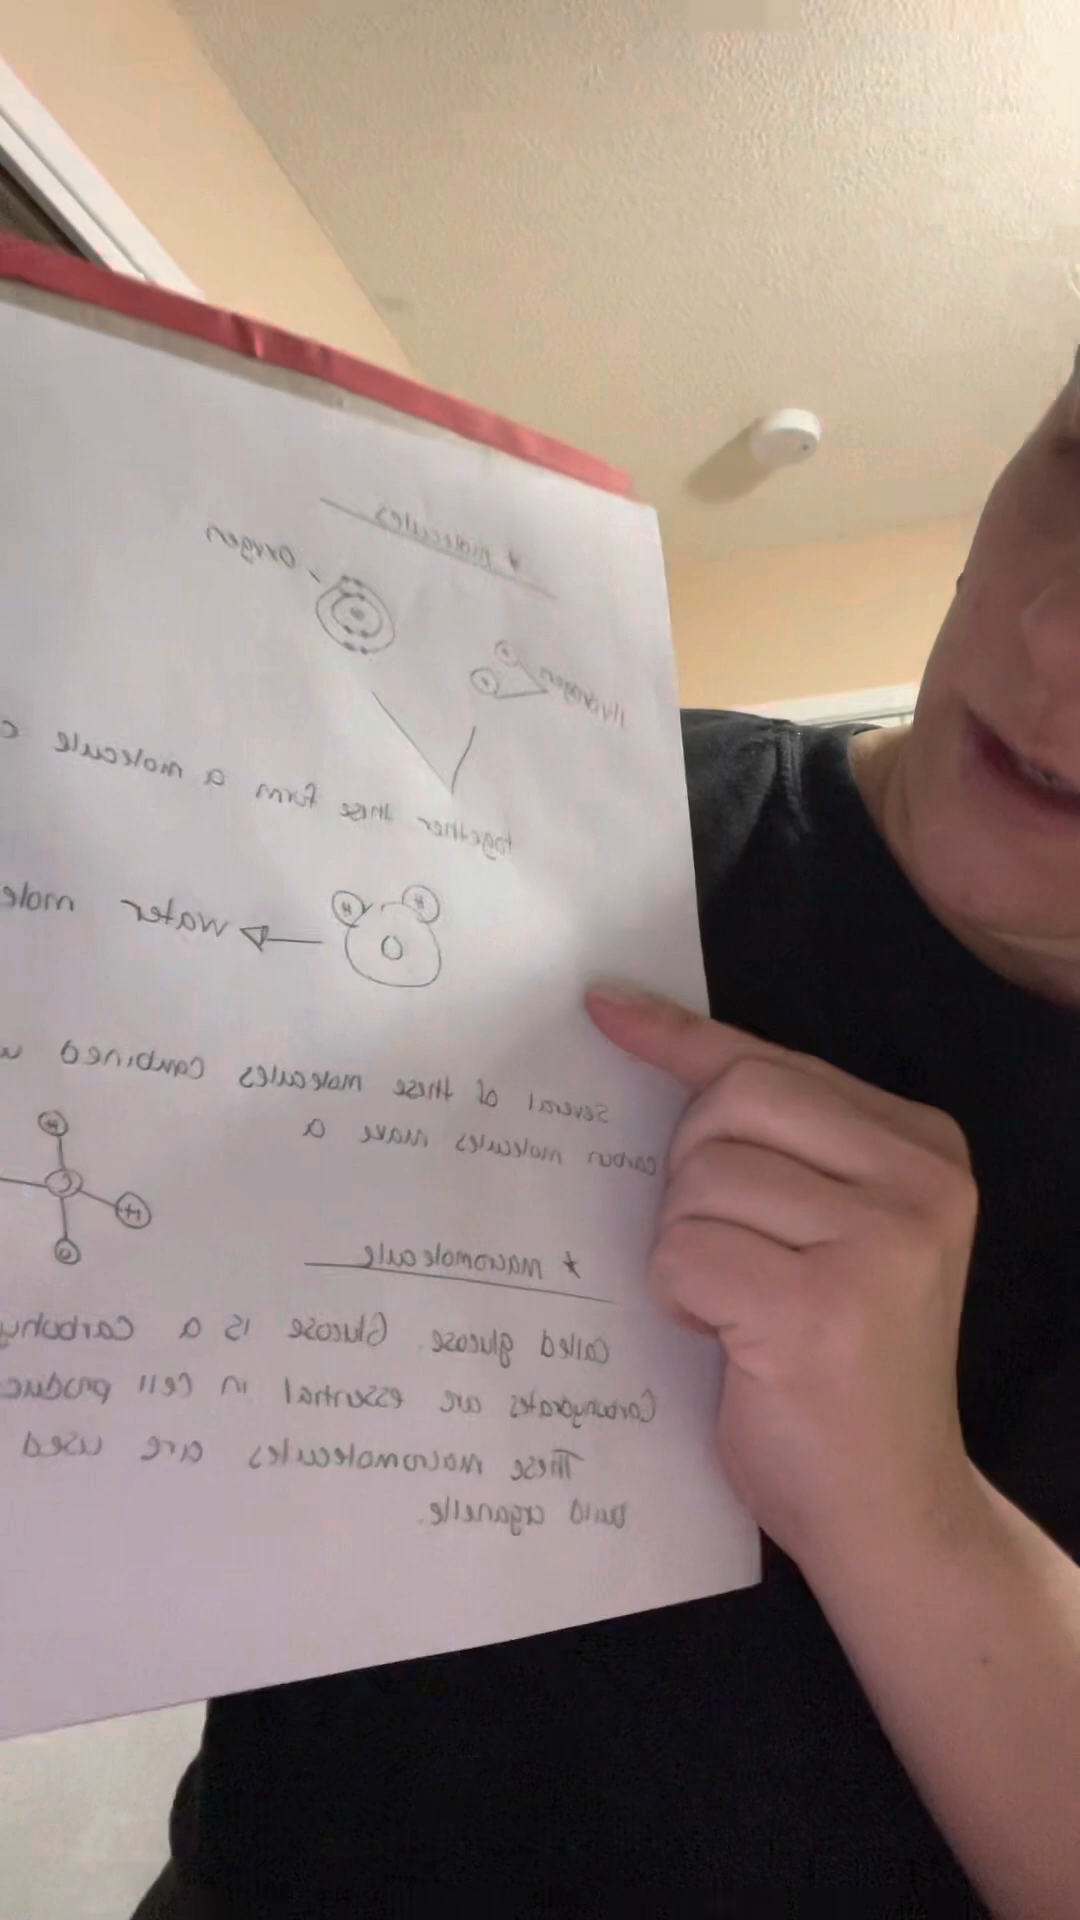 * molecules
oxygen
Hydrogen
together these form a molecule c
H H
O
water mole
Several of these molecules combined w
carbon molecules make a
H
C
H
O
* macromolecule
Called glucose. Glucose is a carbohy
Carbohydrates are essential in cell produc
These macromolecules are used
build organelle.